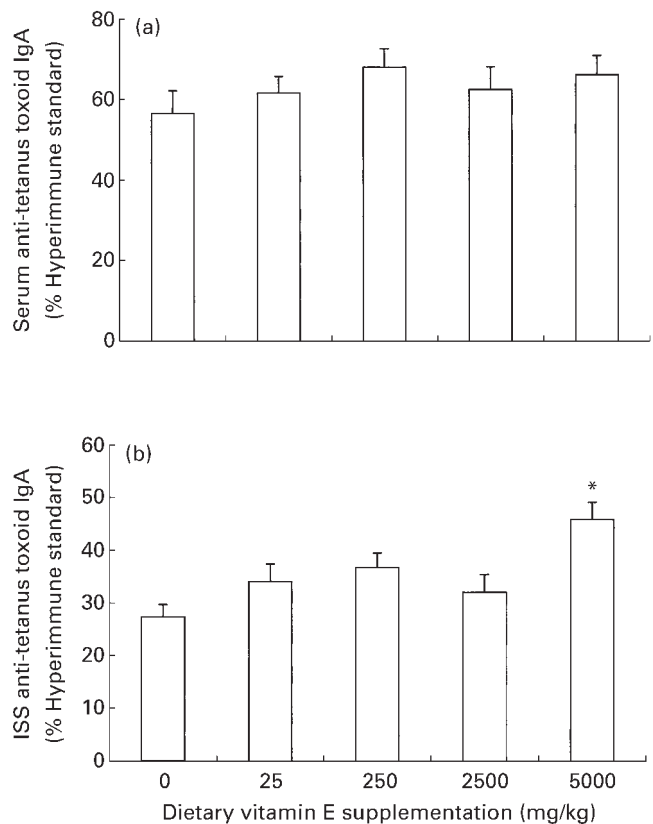 (a)
Serum anti-tetanus toxoid IgA
(% Hyperimmune standard)
80
60
40
20
0
(b)
ISS anti-tetanus toxoid IgA
(% Hyperimmune standard)
60
50
40
30
20
10
0
*
0 25 250 2500 5000
Dietary vitamin E supplementation (mg/kg)